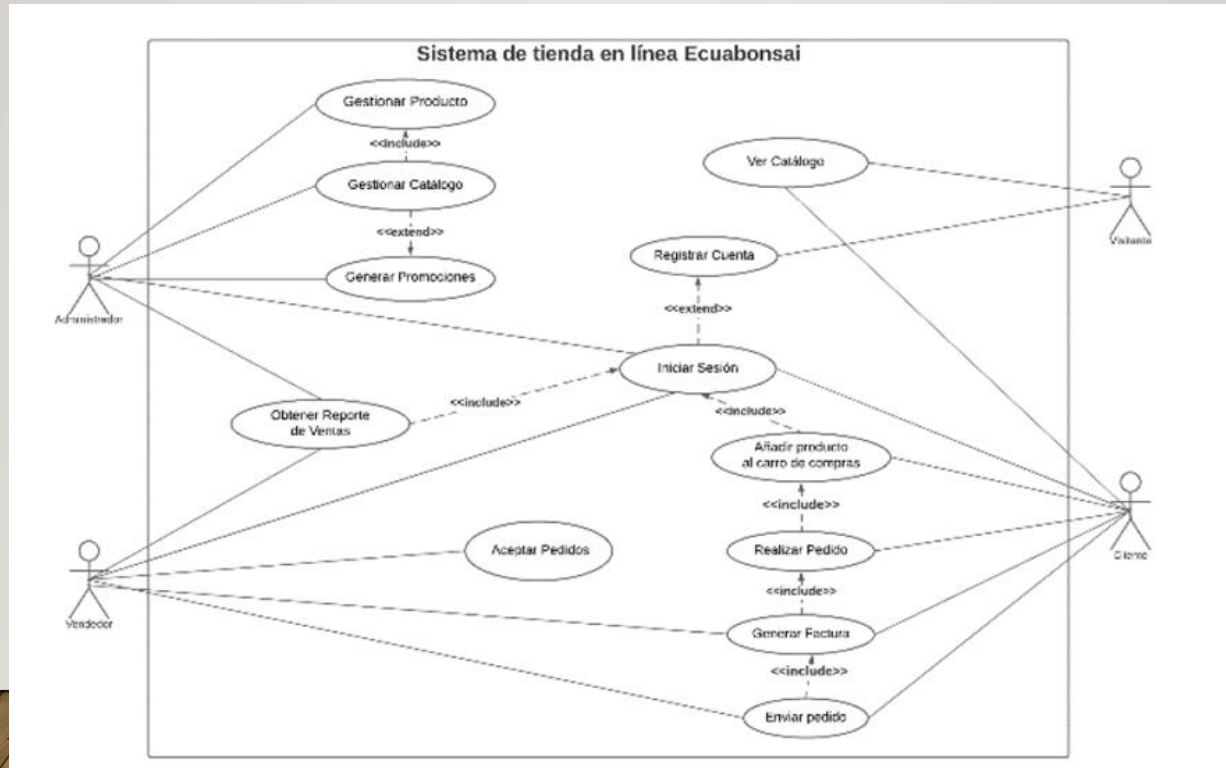 Sistema de tienda en línea Ecuabonsai
Gestionar Producto
<<include>>
Gestionar Catálogo
<<extend>>
Generar Promociones
Ver Catálogo
Visitante
Registrar Cuenta
<<extend>>
Administrador
Iniciar Sesión
<<include>>
Obtener Reporte
de Ventas
<<include>>
Añadir producto
al carro de compras
<<include>>
Aceptar Pedidos
Realizar Pedido
Cliente
<<include>>
Vendedor
Generar Factura
<<include>>
Enviar pedido